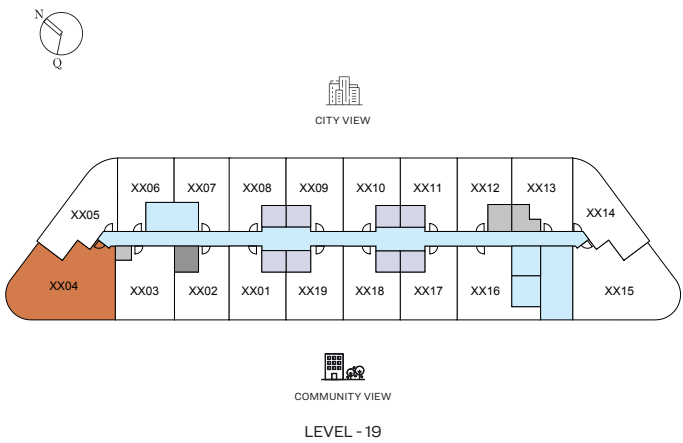 N
Q
CITY VIEW
XX06 XX07 XX08 XX09 XX10 XX11 XX12 XX13
XX05 XX14
XX04 XX03 XX02 XX01 XX19 XX18 XX17 XX16 XX15
COMMUNITY VIEW
LEVEL - 19